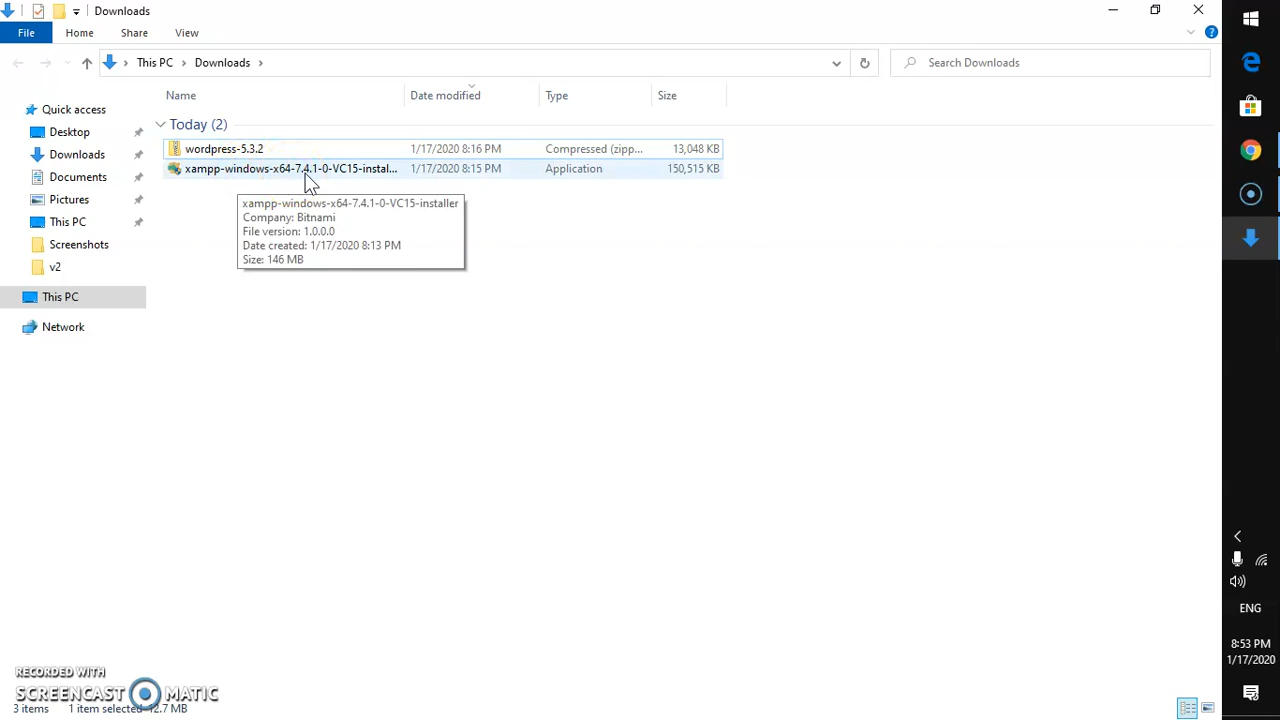 Downloads
File Home Share View
This PC Downloads
Search Downloads
Name Date modified Type Size
Quick access
Desktop
Downloads
Documents
Pictures
This PC
Screenshots
v2
This PC
Network
Today (2)
wordpress-5.3.2 1/17/2020 8:16 PM Compressed (zipp... 13,048 KB
xampp-windows-x64-7.4.1-0-VC15-instal... 1/17/2020 8:15 PM Application 150,515 KB
xampp-windows-x64-7.4.1-0-VC15-installer
Company: Bitnami
File version: 1.0.0.0
Date created: 1/17/2020 8:13 PM
Size: 146 MB
ENG
8:53 PM
1/17/2020
RECORDED WITH
SCREENCAST MATIC
3 items 1 item selected 12.7 MB